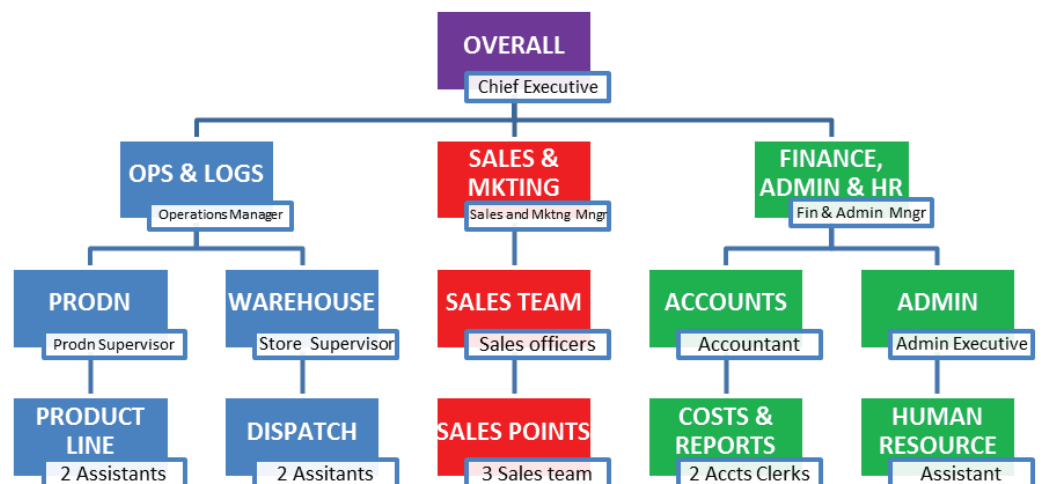 OVERALL
Chief Executive
OPS & LOGS
Operations Manager
SALES &
MKTING
Sales and Mktng Mngr
FINANCE,
ADMIN & HR
Fin & Admin Mngr
PRODN
Prodn Supervisor
WAREHOUSE
Store Supervisor
SALES TEAM
Sales officers
ACCOUNTS
Accountant
ADMIN
Admin Executive
PRODUCT
LINE
2 Assistants
DISPATCH
2 Assitants
SALES POINTS
3 Sales team
COSTS &
REPORTS
2 Accts Clerks
HUMAN
RESOURCE
Assistant